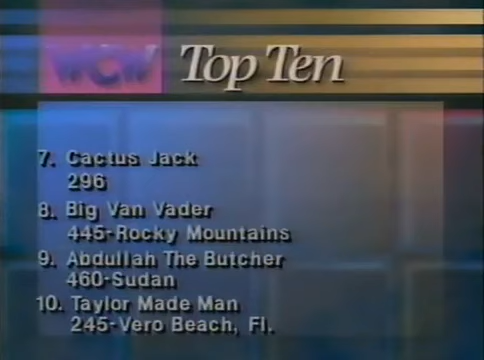 WCW Top Ten
7. Cactus Jack
296
8. Big Van Vader
445-Rocky Mountains
9. Abdullah The Butcher
460-Sudan
10. Taylor Made Man
245-Vero Beach, Fl.